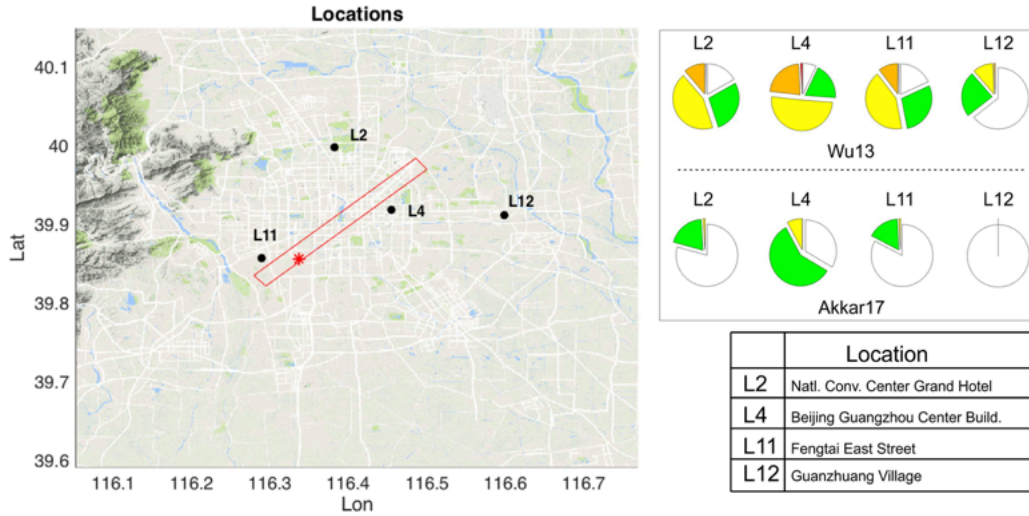 Locations
40.1
40
39.9
39.8
39.7
39.6
Lat
L2
L4
L12
L11
116.1 116.2 116.3 116.4 116.5 116.6 116.7
Lon
L2 L4 L11 L12
Wu13
L2 L4 L11 L12
Akkar17
Location
L2 Natl. Conv. Center Grand Hotel
L4 Beijing Guangzhou Center Build.
L11 Fengtai East Street
L12 Guanzhuang Village